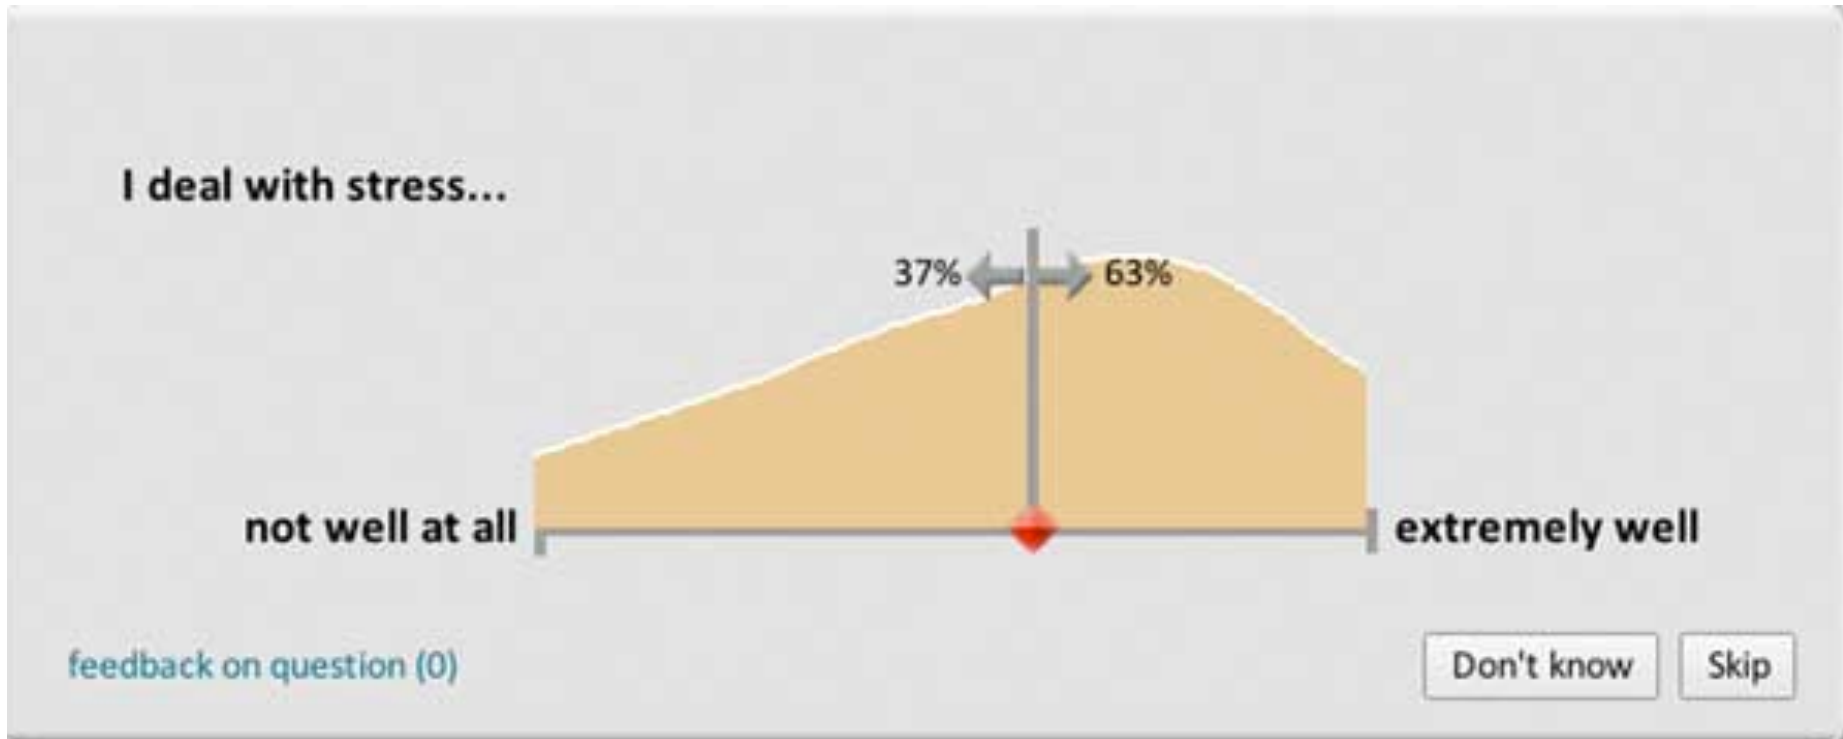 I deal with stress...
37% 63%
not well at all extremely well
feedback on question (0) Don't know Skip